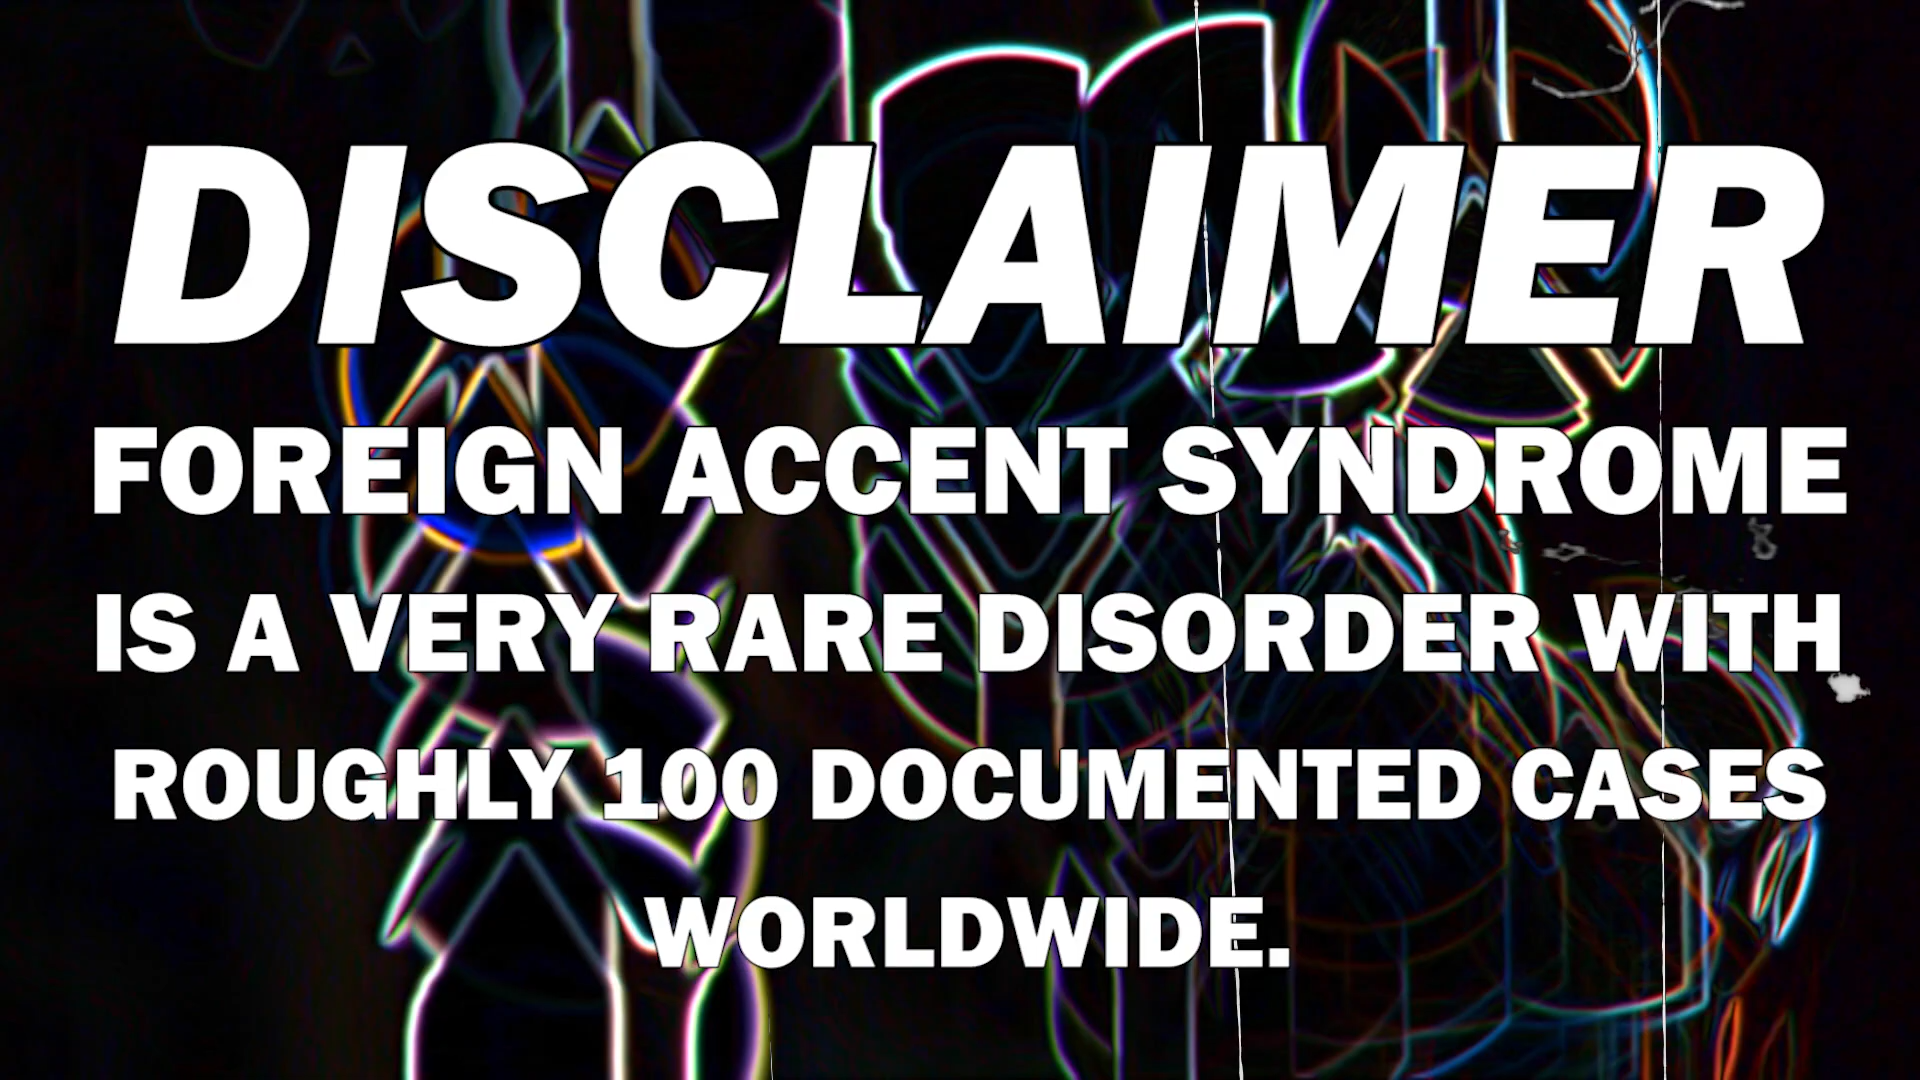 DISCLAIMER
FOREIGN ACCENT SYNDROME
IS A VERY RARE DISORDER WITH
ROUGHLY 100 DOCUMENTED CASES
WORLDWIDE.